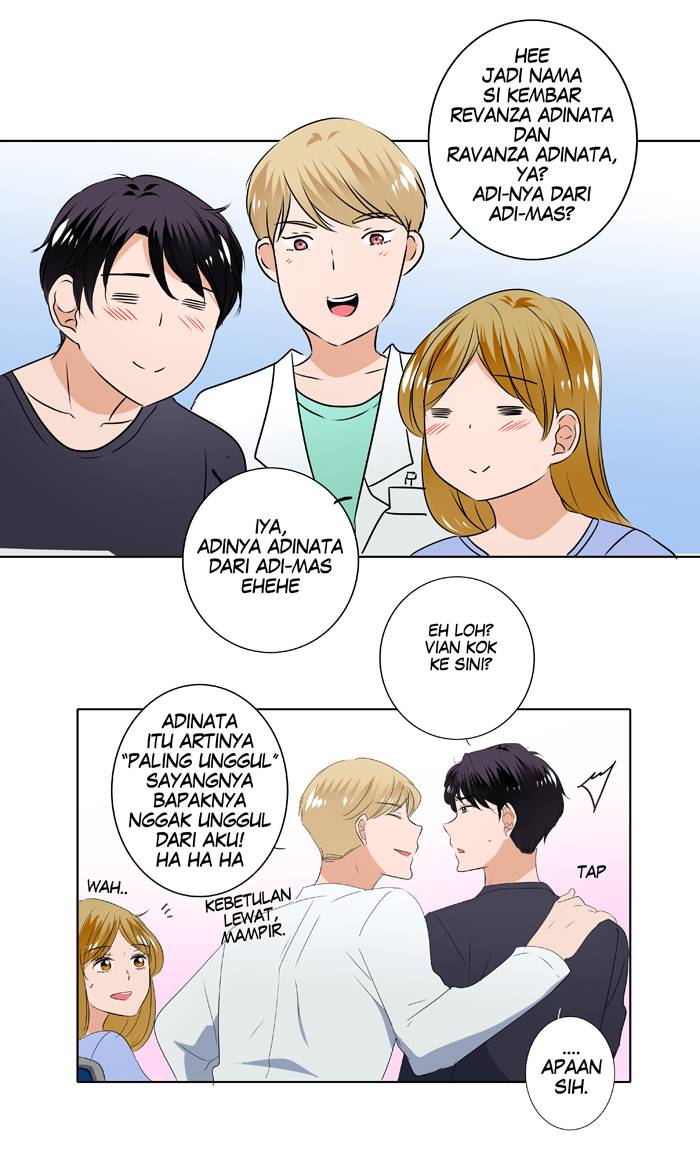 HEE
JADI NAMA
SI KEMBAR
REVANZA ADINATA
DAN
RAVANZA ADINATA,
YA?
ADI-NYA DARI
ADI-MAS?
IYA,
ADINYA ADINATA
DARI ADI-MAS
EHEHE
EH LOH?
VIAN KOK
KE SINI?
ADINATA
ITU ARTINYA
"PALING UNGGUL"
SAYANGNYA
BAPAKNYA
NGGAK UNGGUL
DARI AKU!
HA HA HA
WAH..
KEBETULAN
LEWAT,
MAMPIR.
TAP
....
APAAN
SIH.